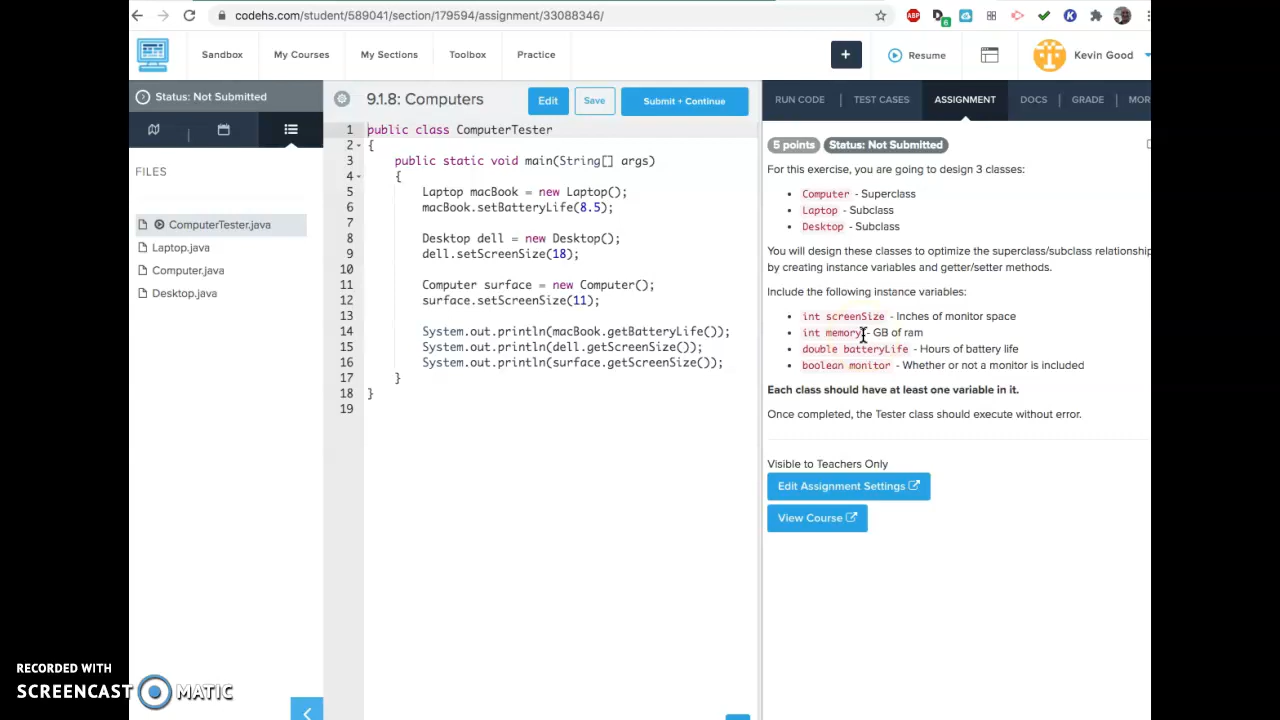 codehs.com/student/589041/section/179594/assignment/33088346/
ABP
6
K
Sandbox
My Courses
My Sections
Toolbox
Practice
+
Resume
Kevin Good
Status: Not Submitted
9.1.8: Computers
Edit
Save
Submit + Continue
RUN CODE
TEST CASES
ASSIGNMENT
DOCS
GRADE
MOR
FILES
ComputerTester.java
Laptop.java
Computer.java
Desktop.java
1 public class ComputerTester
2 {
3 public static void main(String[] args)
4 {
5 Laptop macBook = new Laptop();
6 macBook.setBatteryLife(8.5);
7
8 Desktop dell = new Desktop();
9 dell.setScreenSize(18);
10
11 Computer surface = new Computer();
12 surface.setScreenSize(11);
13
14 System.out.println(macBook.getBatteryLife());
15 System.out.println(dell.getScreenSize());
16 System.out.println(surface.getScreenSize());
17 }
18 }
19
5 points Status: Not Submitted
For this exercise, you are going to design 3 classes:
• Computer - Superclass
• Laptop - Subclass
• Desktop - Subclass
You will design these classes to optimize the superclass/subclass relationship
by creating instance variables and getter/setter methods.
Include the following instance variables:
• int screenSize - Inches of monitor space
• int memory - GB of ram
• double batteryLife - Hours of battery life
• boolean monitor - Whether or not a monitor is included
Each class should have at least one variable in it.
Once completed, the Tester class should execute without error.
Visible to Teachers Only
Edit Assignment Settings
View Course
RECORDED WITH
SCREENCAST MATIC